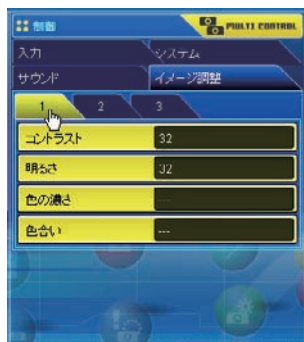 制御
MULTI CONTROL
入力 システム
サウンド イメージ調整
1 2 3
コントラスト 32
明るさ 32
色の濃さ ---
色合い ---